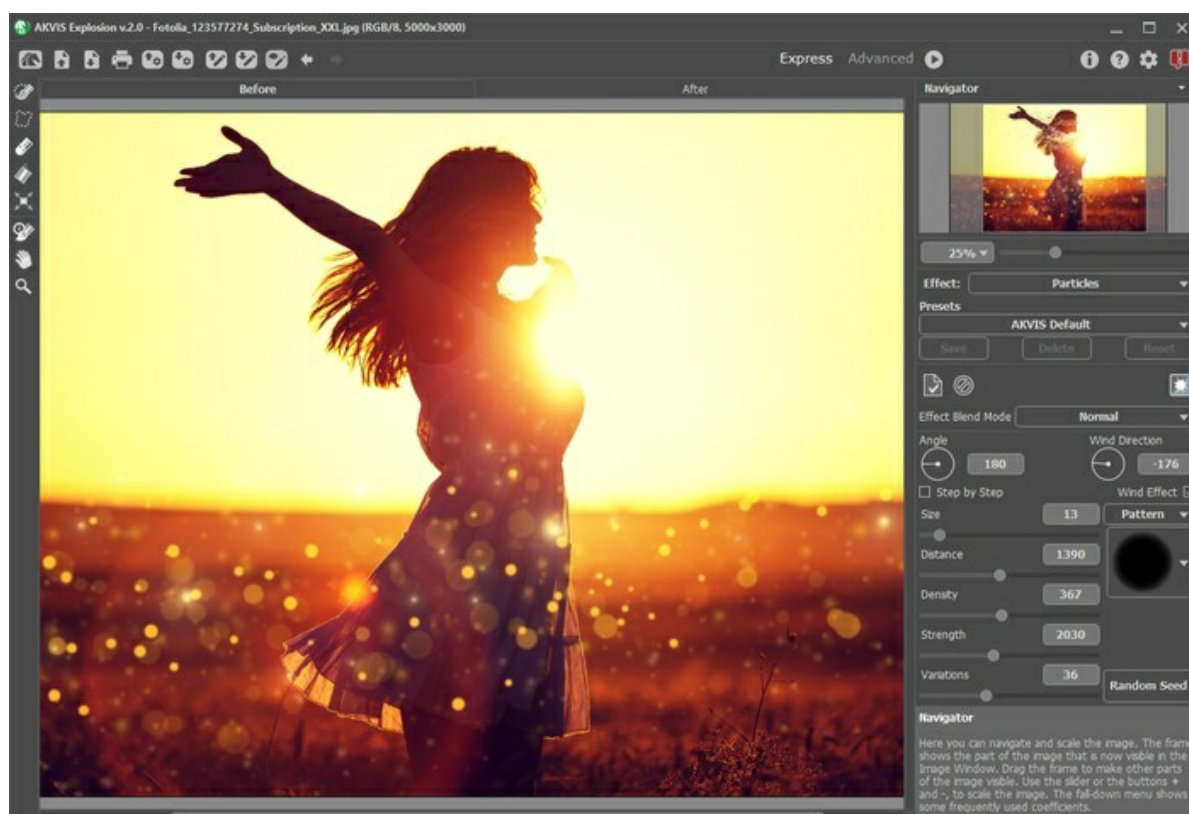 AKVIS Explosion v.2.0 - Fotolia_123577274_Subscription_XXL.jpg (RGB/8, 5000x3000)
Express Advanced
Before After
Navigator
25%
Effect: Particles
Presets
AKVIS Default
Save Delete Reset
Effect Blend Mode Normal
Angle Wind Direction
180 -176
Step by Step Wind Effect
Size 13 Pattern
Distance 1390
Density 367
Strength 2030
Variations 36 Random Seed
Navigator
Here you can navigate and scale the image. The frame
shows the part of the image that is now visible in the
Image Window. Drag the frame to make other parts
of the image visible. Use the slider or the buttons +
and -, to scale the image. The fall-down menu shows
some frequently used coefficients.